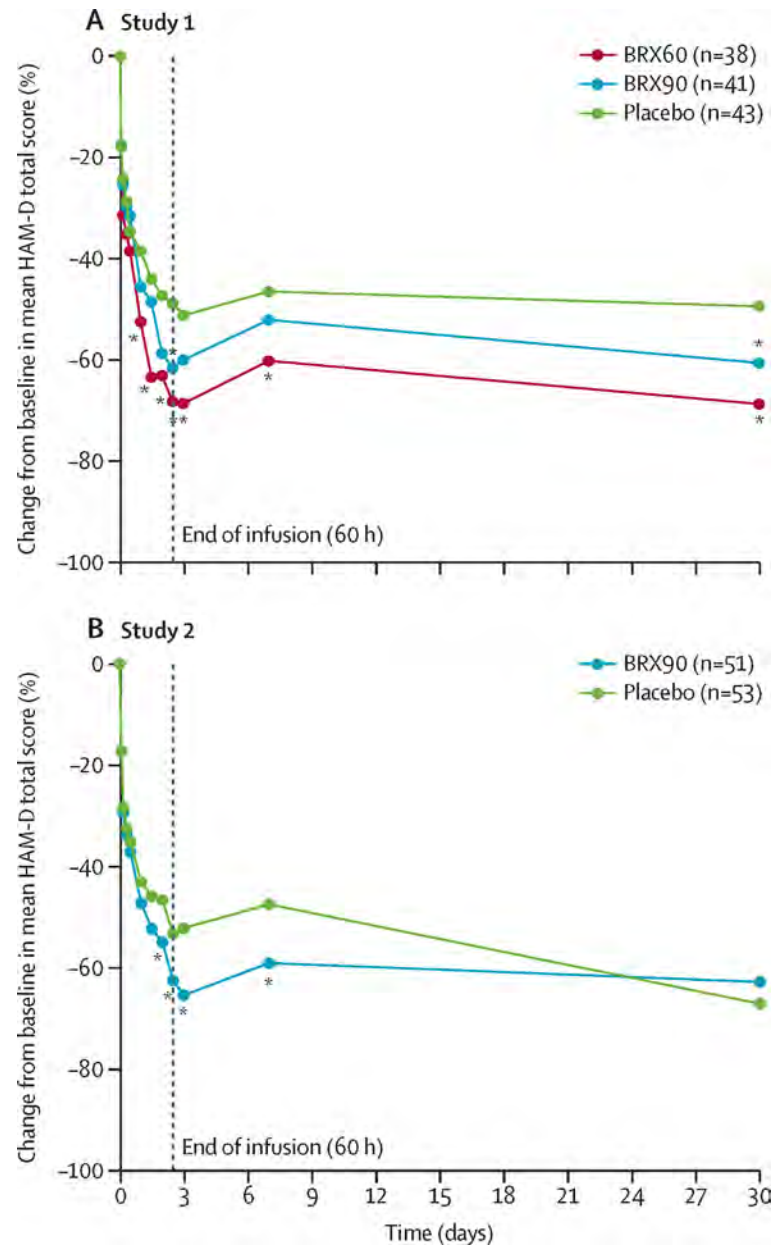 A Study 1
BRX60 (n=38)
BRX90 (n=41)
Placebo (n=43)
Change from baseline in mean HAM-D total score (%)
0
–20
–40
–60
–80
–100
*
*
*
*
**
*
*
*
End of infusion (60 h)
B Study 2
BRX90 (n=51)
Placebo (n=53)
Change from baseline in mean HAM-D total score (%)
0
–20
–40
–60
–80
–100
*
*
*
*
End of infusion (60 h)
0 3 6 9 12 15 18 21 24 27 30
Time (days)